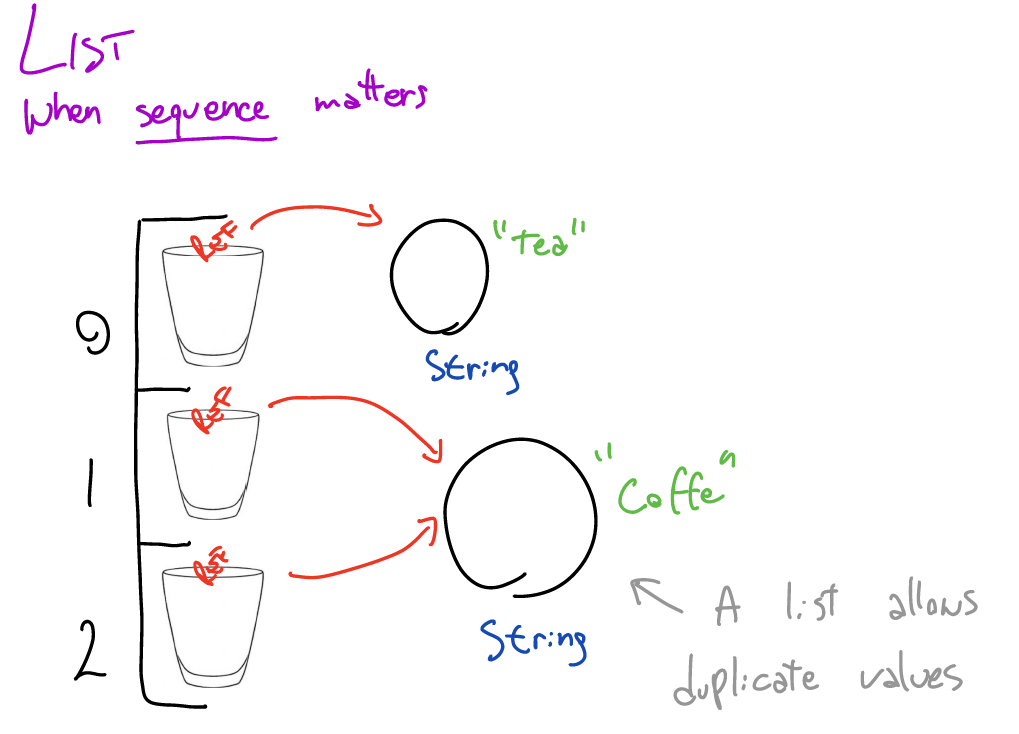 LIST
When sequence matters
Ref
"Tea"
0
String
Ref
1
"Coffe"
Ref
2
String
A list allows
duplicate values